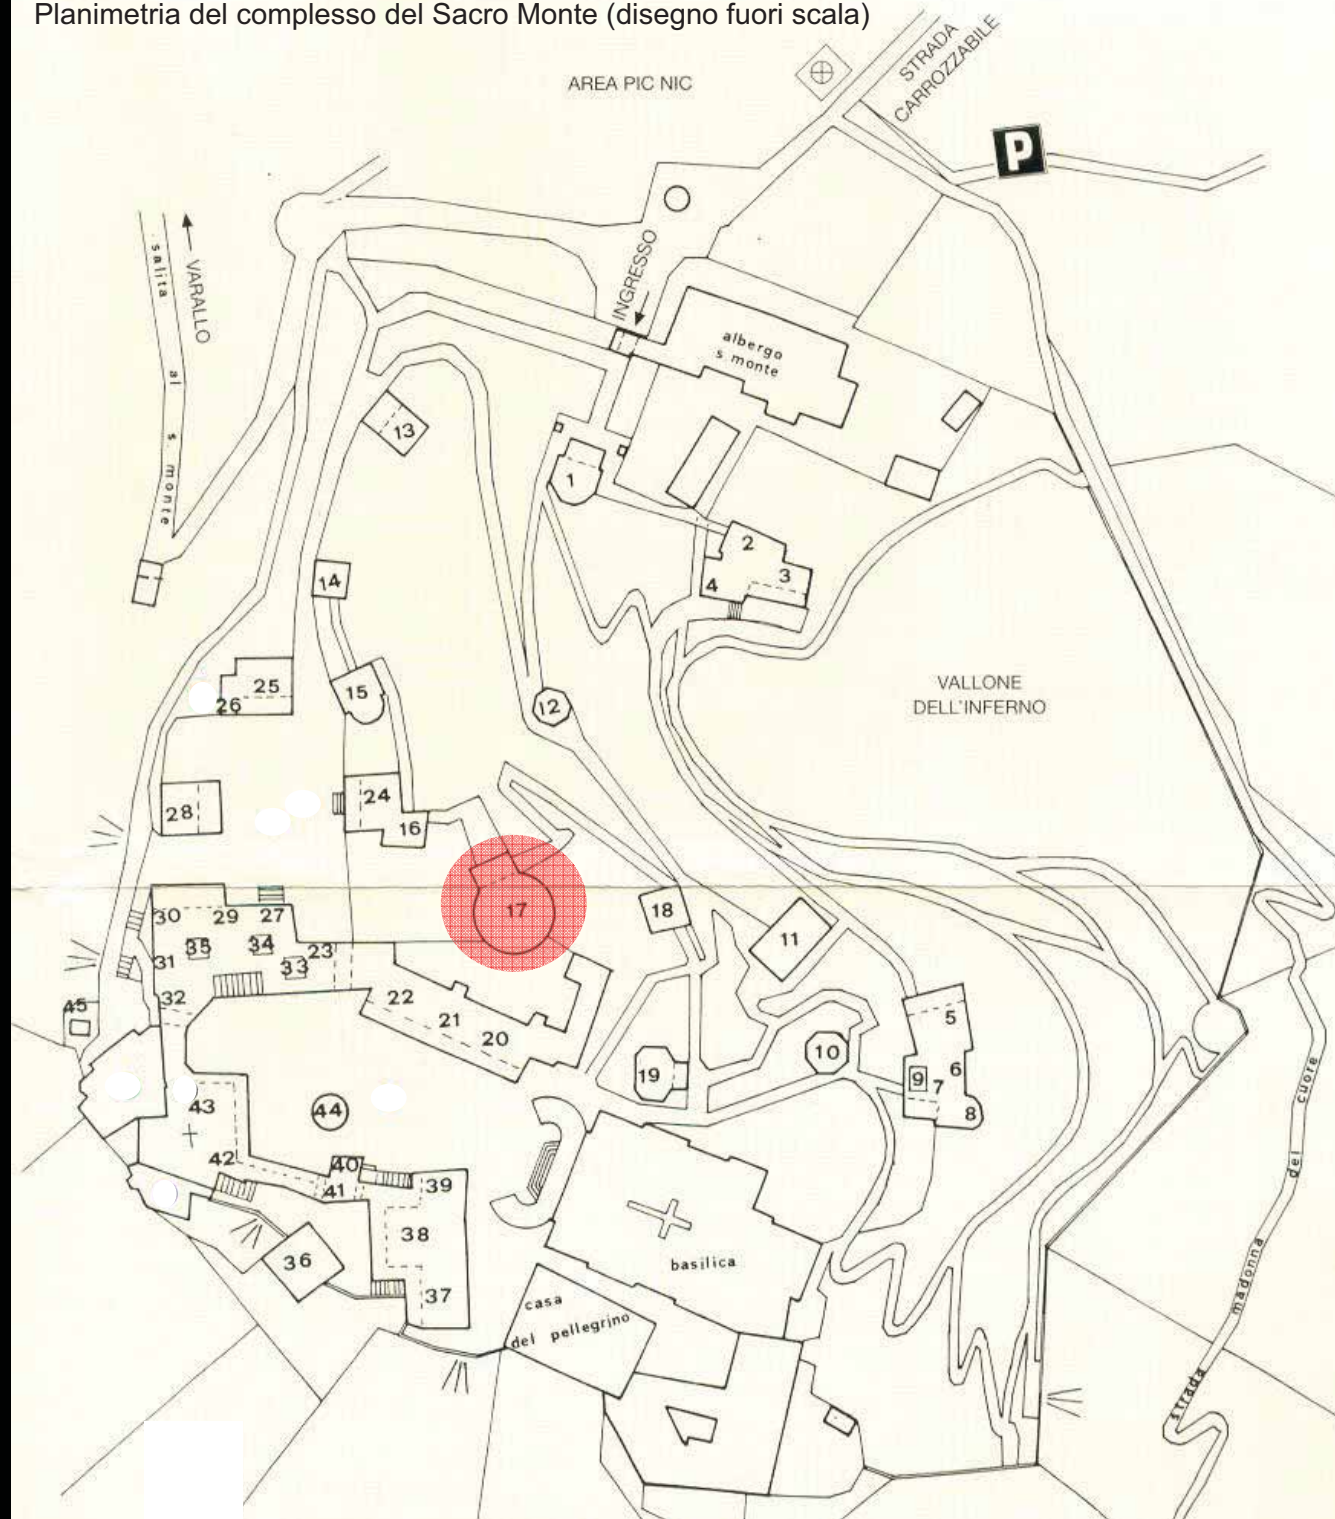 Planimetria del complesso del Sacro Monte (disegno fuori scala)
AREA PIC NIC
STRADA
CARROZZABILE
P
salita al s. monte
VARALLO
INGRESSO
albergo
s monte
13
1
2
3
4
14
15
25
26
12
VALLONE
DELL'INFERNO
24
16
28
17
18
11
30
29
27
35
34
33
23
31
32
22
21
20
45
5
6
9
7
8
10
19
43
44
42
40
41
39
38
37
36
basilica
casa
del pellegrino
strada madonna del cuore